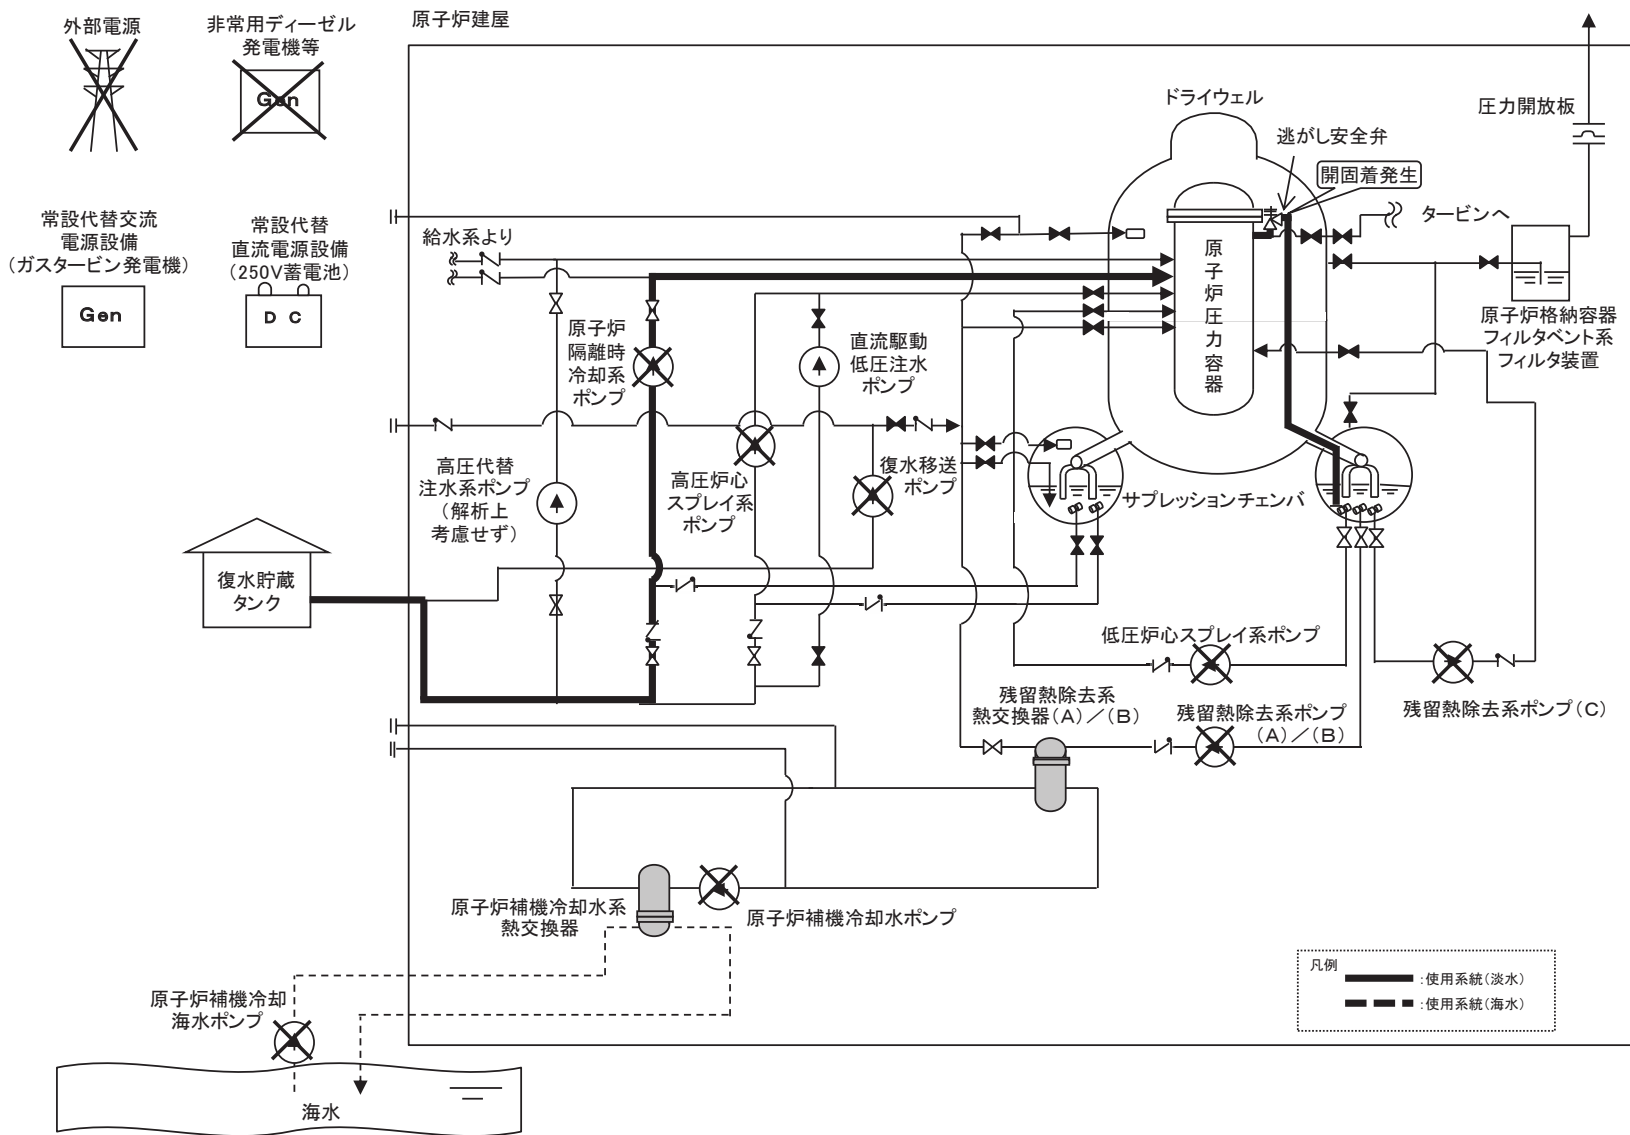 外部電源
非常用ディーゼル
発電機等
Gen
常設代替交流
電源設備
(ガスタービン発電機)
Gen
常設代替
直流電源設備
(250V蓄電池)
D C
原子炉建屋
ドライウェル
逃がし安全弁
開固着発生
圧力開放板
タービンへ
給水系より
原子炉圧力容器
原子炉格納容器
フィルタベント系
フィルタ装置
原子炉
隔離時
冷却系
ポンプ
直流駆動
低圧注水
ポンプ
高圧代替
注水系ポンプ
(解析上
考慮せず)
高圧炉心
スプレイ系
ポンプ
復水移送
ポンプ
サプレッションチェンバ
復水貯蔵
タンク
低圧炉心スプレイ系ポンプ
残留熱除去系
熱交換器(A)/(B)
残留熱除去系ポンプ
(A)/(B)
残留熱除去系ポンプ(C)
原子炉補機冷却水系
熱交換器
原子炉補機冷却水ポンプ
原子炉補機冷却
海水ポンプ
海水
凡例
:使用系統(淡水)
:使用系統(海水)